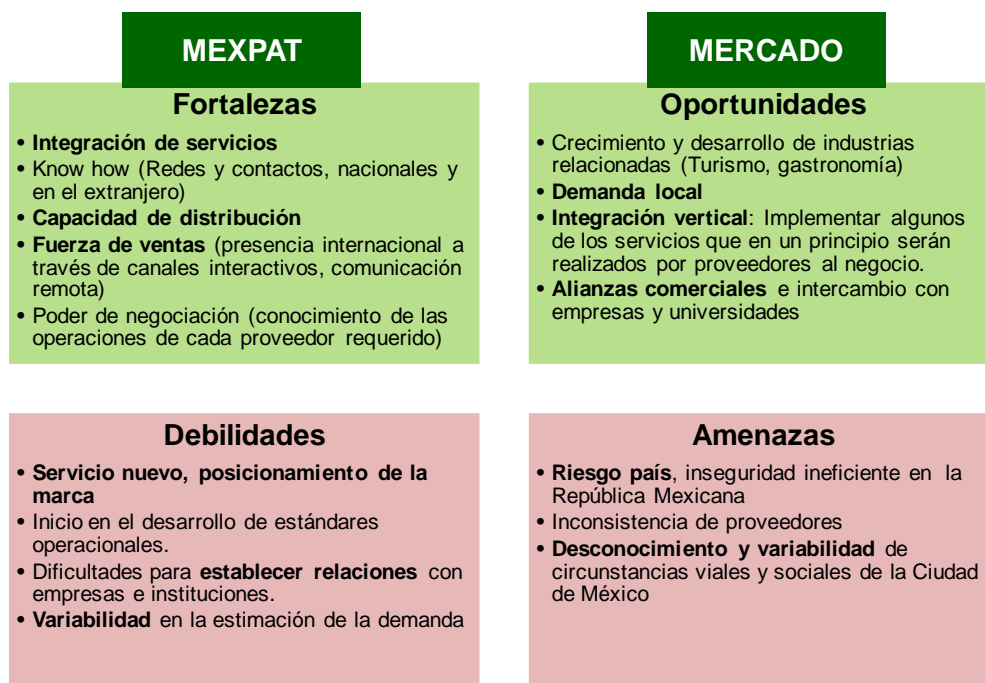 MEXPAT
Fortalezas
• Integración de servicios
• Know how (Redes y contactos, nacionales y
en el extranjero)
• Capacidad de distribución
• Fuerza de ventas (presencia internacional a
través de canales interactivos, comunicación
remota)
• Poder de negociación (conocimiento de las
operaciones de cada proveedor requerido)
MERCADO
Oportunidades
• Crecimiento y desarrollo de industrias
relacionadas (Turismo, gastronomía)
• Demanda local
• Integración vertical: Implementar algunos
de los servicios que en un principio serán
realizados por proveedores al negocio.
• Alianzas comerciales e intercambio con
empresas y universidades
Debilidades
• Servicio nuevo, posicionamiento de la
marca
• Inicio en el desarrollo de estándares
operacionales.
• Dificultades para establecer relaciones con
empresas e instituciones.
• Variabilidad en la estimación de la demanda
Amenazas
• Riesgo país, inseguridad ineficiente en la
República Mexicana
• Inconsistencia de proveedores
• Desconocimiento y variabilidad de
circunstancias viales y sociales de la Ciudad
de México